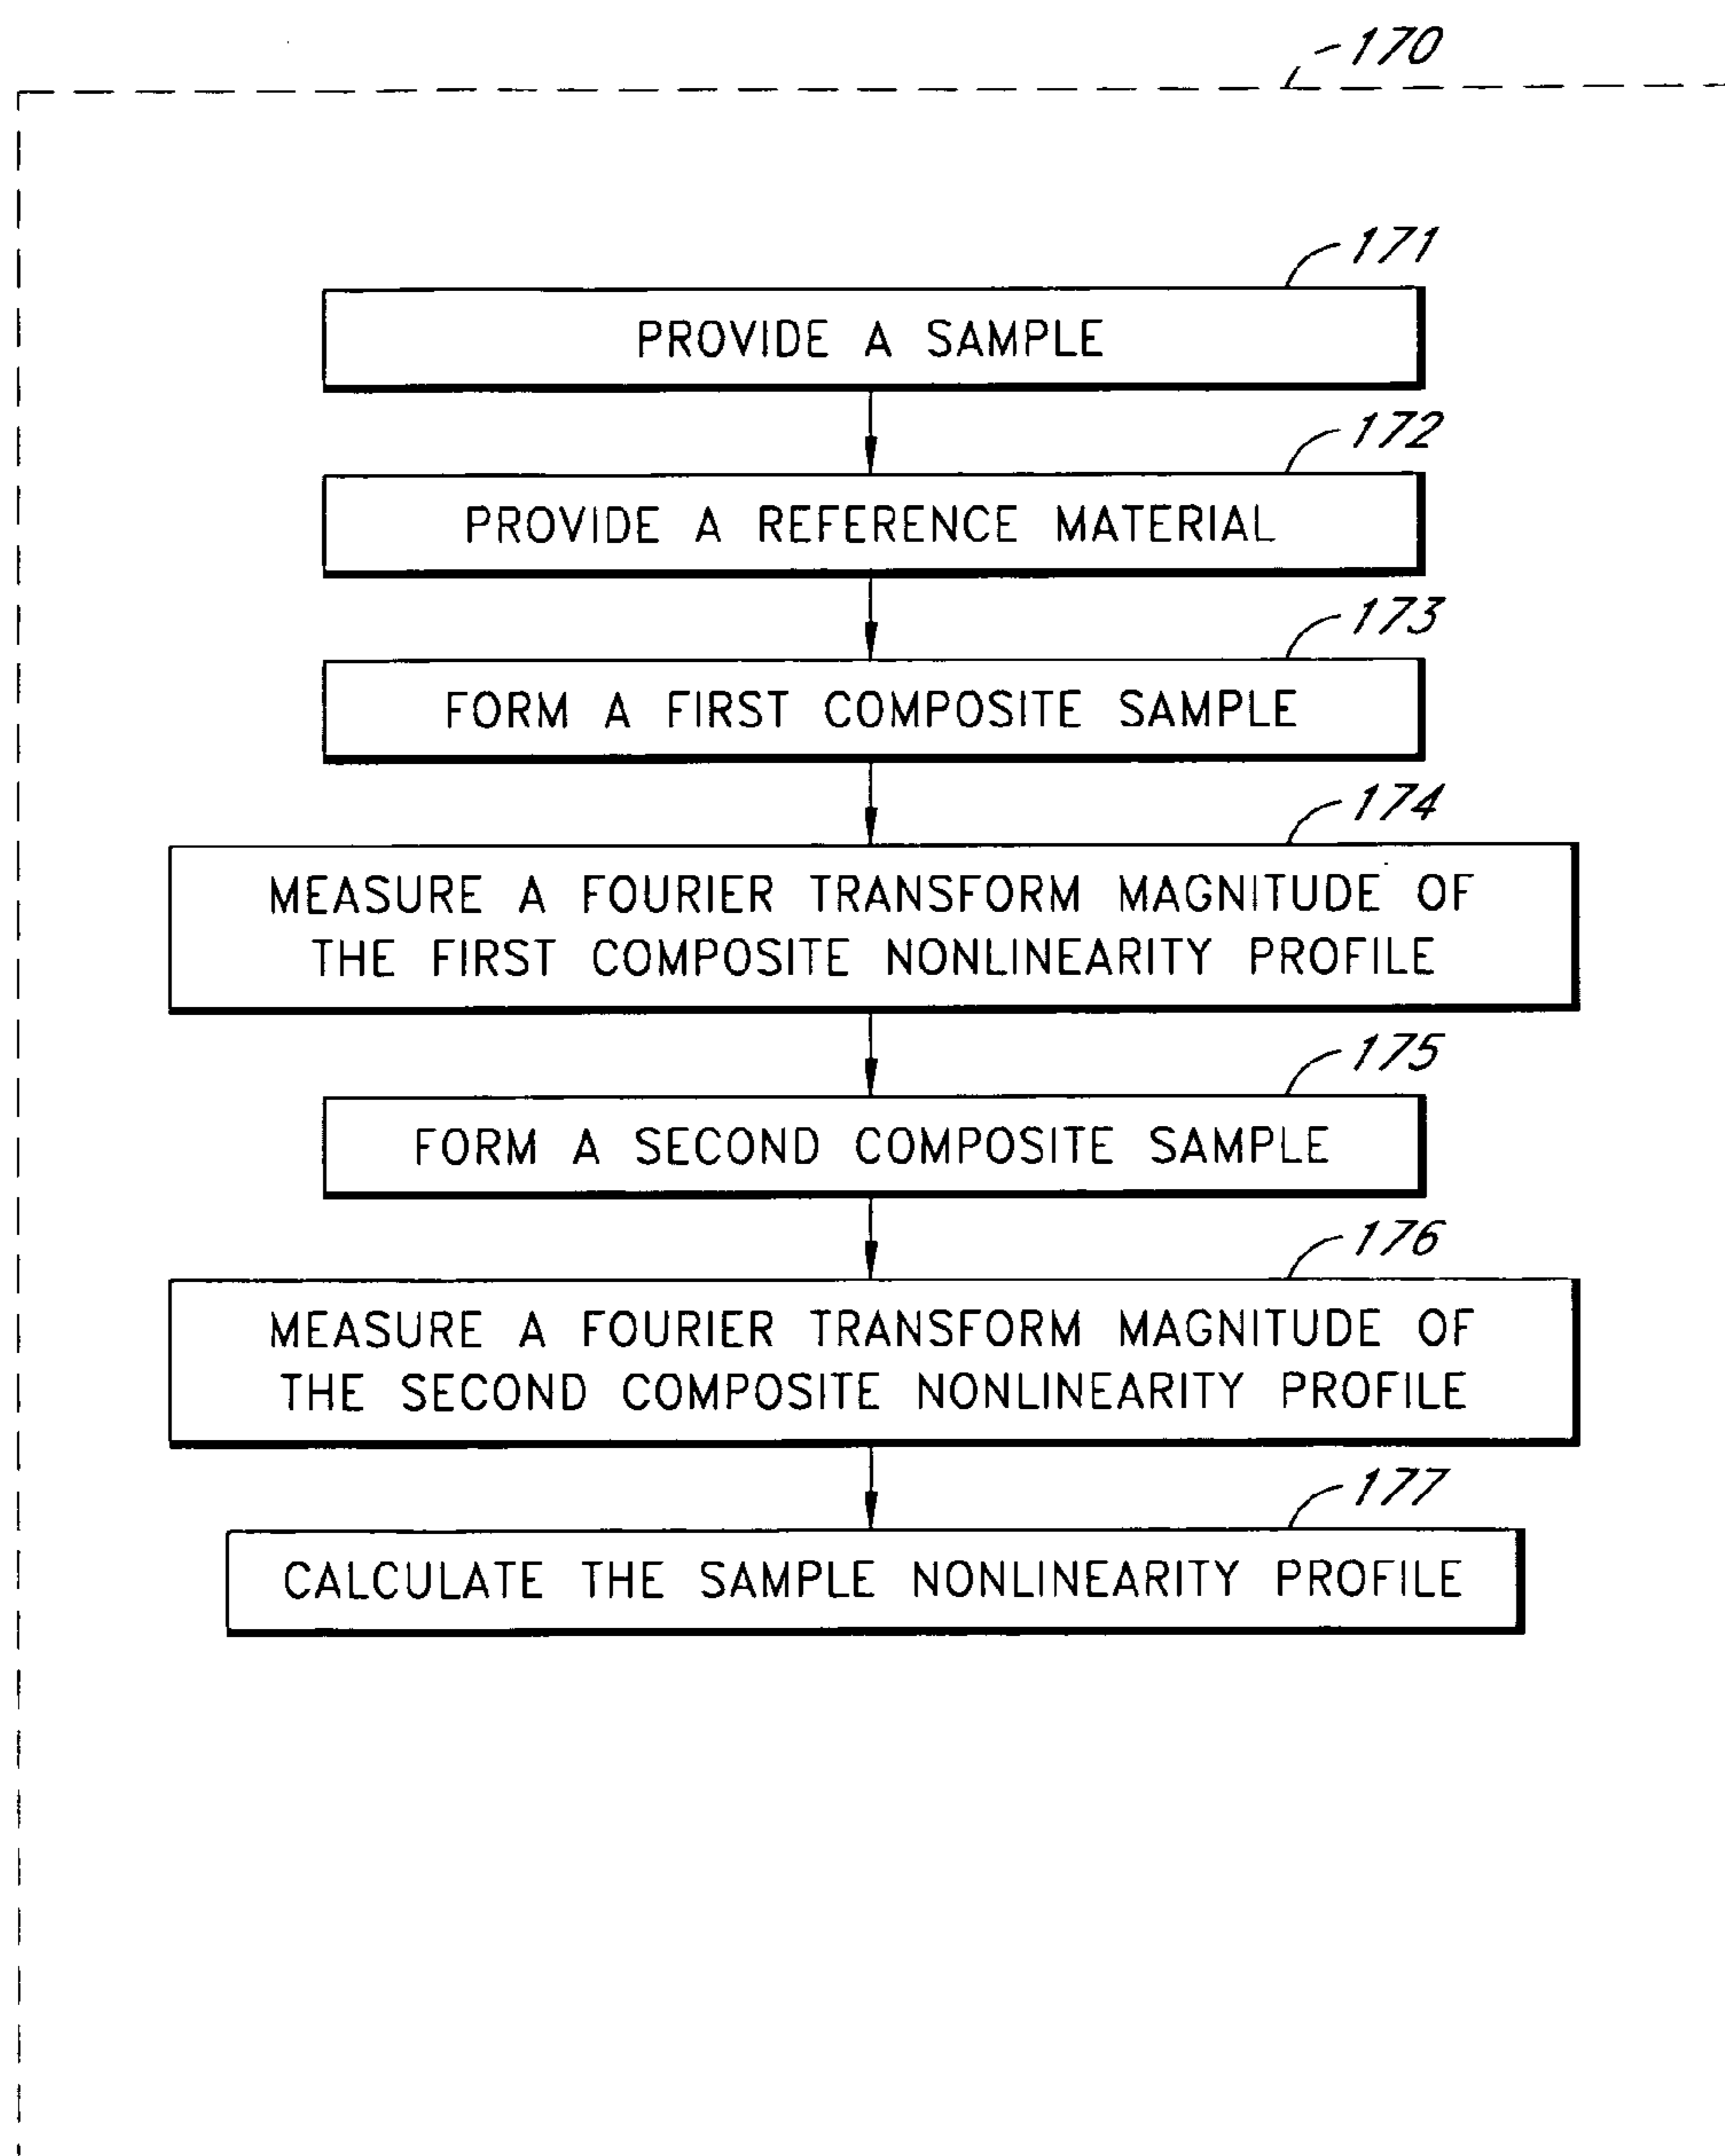 170
171
PROVIDE A SAMPLE
172
PROVIDE A REFERENCE MATERIAL
173
FORM A FIRST COMPOSITE SAMPLE
174
MEASURE A FOURIER TRANSFORM MAGNITUDE OF
THE FIRST COMPOSITE NONLINEARITY PROFILE
175
FORM A SECOND COMPOSITE SAMPLE
176
MEASURE A FOURIER TRANSFORM MAGNITUDE OF
THE SECOND COMPOSITE NONLINEARITY PROFILE
177
CALCULATE THE SAMPLE NONLINEARITY PROFILE